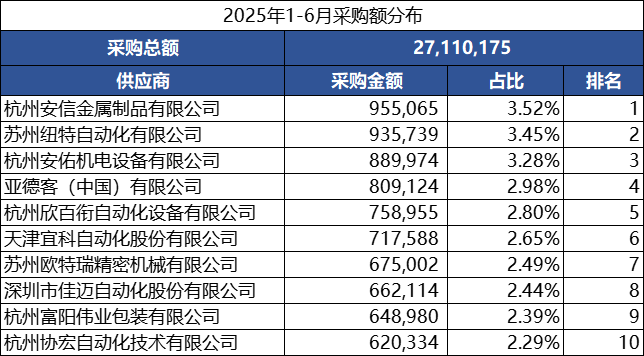 2025年1-6月采购额分布
采购总额 27,110,175
供应商 采购金额 占比 排名
杭州安信金属制品有限公司 955,065 3.52% 1
苏州纽特自动化有限公司 935,739 3.45% 2
杭州安佑机电设备有限公司 889,974 3.28% 3
亚德客（中国）有限公司 809,124 2.98% 4
杭州欣百衔自动化设备有限公司 758,955 2.80% 5
天津宜科自动化股份有限公司 717,588 2.65% 6
苏州欧特瑞精密机械有限公司 675,002 2.49% 7
深圳市佳迈自动化股份有限公司 662,114 2.44% 8
杭州富阳伟业包装有限公司 648,980 2.39% 9
杭州协宏自动化技术有限公司 620,334 2.29% 10